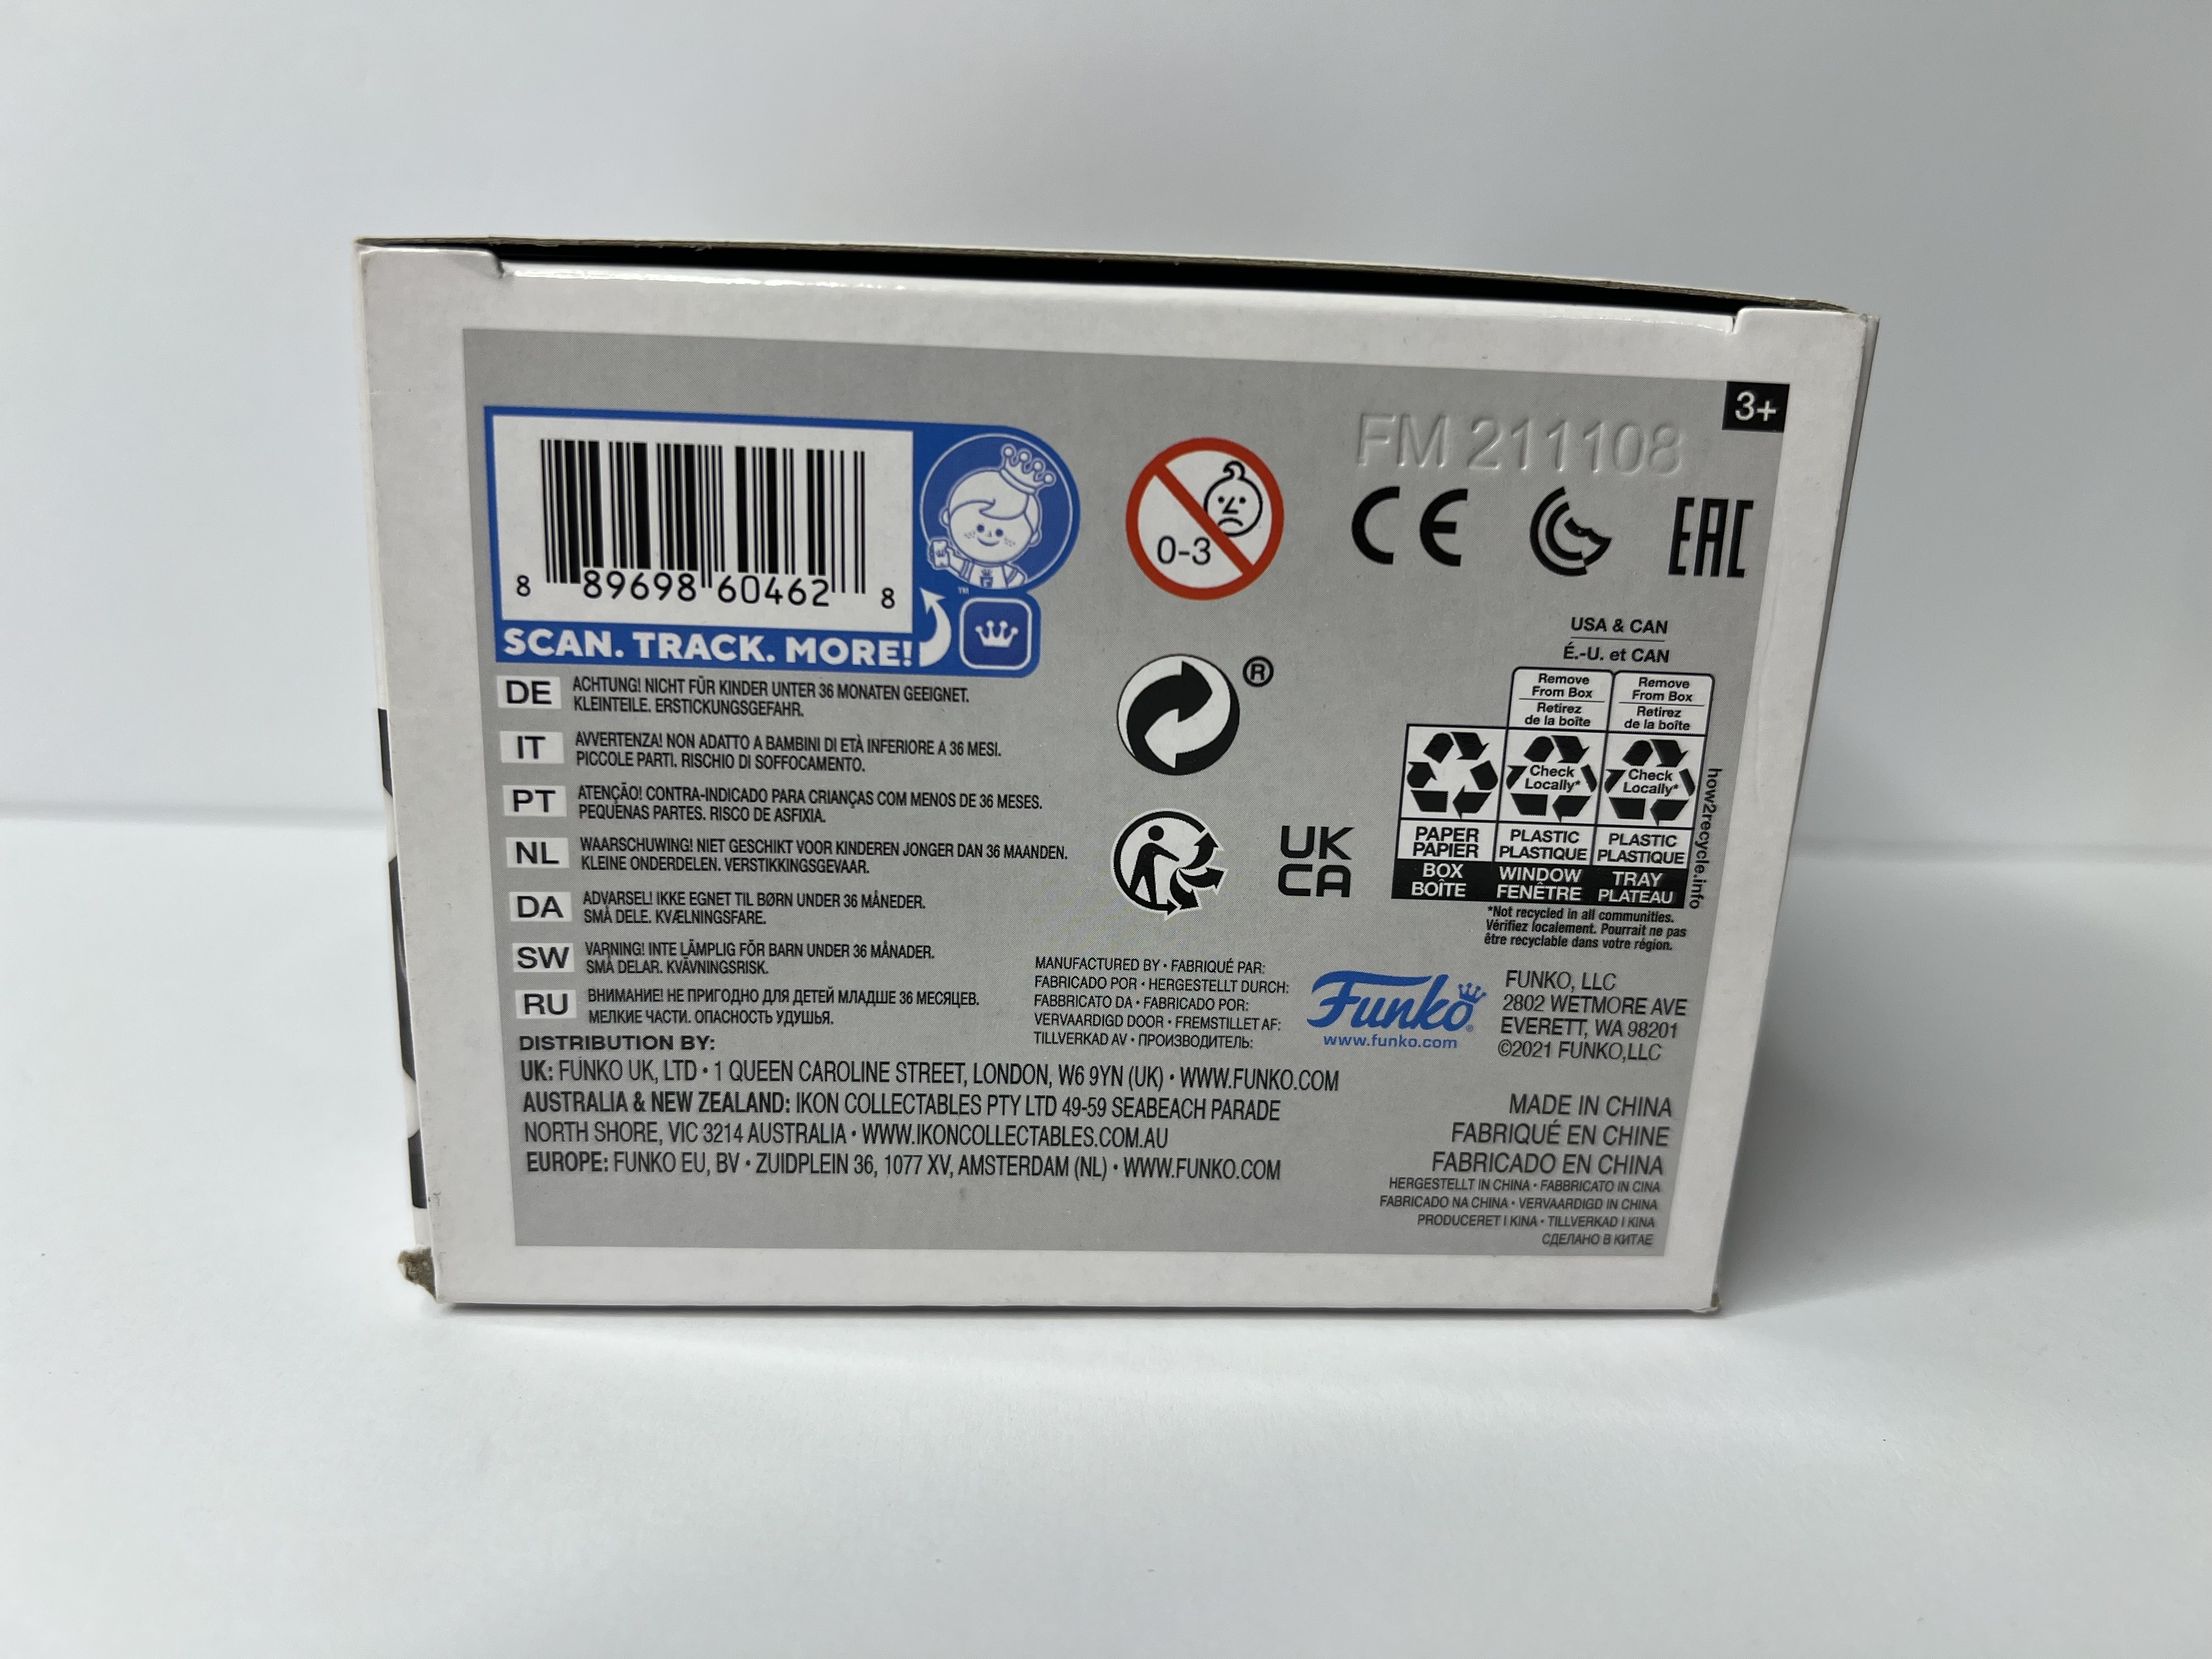 3+
FM 211108
8 89698 60462 8
SCAN. TRACK. MORE!
™
0-3
CE
EAC
DE ACHTUNG! NICHT FÜR KINDER UNTER 36 MONATEN GEEIGNET.
KLEINTEILE. ERSTICKUNGSGEFAHR.
IT AVVERTENZA! NON ADATTO A BAMBINI DI ETÀ INFERIORE A 36 MESI.
PICCOLE PARTI. RISCHIO DI SOFFOCAMENTO.
PT ATENÇÃO! CONTRA-INDICADO PARA CRIANÇAS COM MENOS DE 36 MESES.
PEQUENAS PARTES. RISCO DE ASFIXIA.
NL WAARSCHUWING! NIET GESCHIKT VOOR KINDEREN JONGER DAN 36 MAANDEN.
KLEINE ONDERDELEN. VERSTIKKINGSGEVAAR.
DA ADVARSEL! IKKE EGNET TIL BØRN UNDER 36 MÅNEDER.
SMÅ DELE. KVÆLNINGSFARE.
SW VARNING! INTE LÄMPLIG FÖR BARN UNDER 36 MÅNADER.
SMÅ DELAR. KVÄVNINGSRISK.
RU ВНИМАНИЕ! НЕ ПРИГОДНО ДЛЯ ДЕТЕЙ МЛАДШЕ 36 МЕСЯЦЕВ.
МЕЛКИЕ ЧАСТИ. ОПАСНОСТЬ УДУШЬЯ.
®
UK
CA
USA & CAN
É.-U. et CAN
Remove
From Box
Retirez
de la boîte
Remove
From Box
Retirez
de la boîte
Check
Locally*
Check
Locally*
PAPER
PAPIER
PLASTIC
PLASTIQUE
PLASTIC
PLASTIQUE
BOX
BOÎTE
WINDOW
FENÊTRE
TRAY
PLATEAU
how2recycle.info
*Not recycled in all communities.
Vérifiez localement. Pourrait ne pas
être recyclable dans votre région.
MANUFACTURED BY • FABRIQUÉ PAR:
FABRICADO POR • HERGESTELLT DURCH:
FABBRICATO DA • FABRICADO POR:
VERVAARDIGD DOOR • FREMSTILLET AF:
TILLVERKAD AV • ПРОИЗВОДИТЕЛЬ:
Funko®
www.funko.com
FUNKO, LLC
2802 WETMORE AVE
EVERETT, WA 98201
©2021 FUNKO,LLC
DISTRIBUTION BY:
UK: FUNKO UK, LTD • 1 QUEEN CAROLINE STREET, LONDON, W6 9YN (UK) • WWW.FUNKO.COM
AUSTRALIA & NEW ZEALAND: IKON COLLECTABLES PTY LTD 49-59 SEABEACH PARADE
NORTH SHORE, VIC 3214 AUSTRALIA • WWW.IKONCOLLECTABLES.COM.AU
EUROPE: FUNKO EU, BV • ZUIDPLEIN 36, 1077 XV, AMSTERDAM (NL) • WWW.FUNKO.COM
MADE IN CHINA
FABRIQUÉ EN CHINE
FABRICADO EN CHINA
HERGESTELLT IN CHINA • FABBRICATO IN CINA
FABRICADO NA CHINA • VERVAARDIGD IN CHINA
PRODUCERET I KINA • TILLVERKAD I KINA
СДЕЛАНО В КИТАЕ